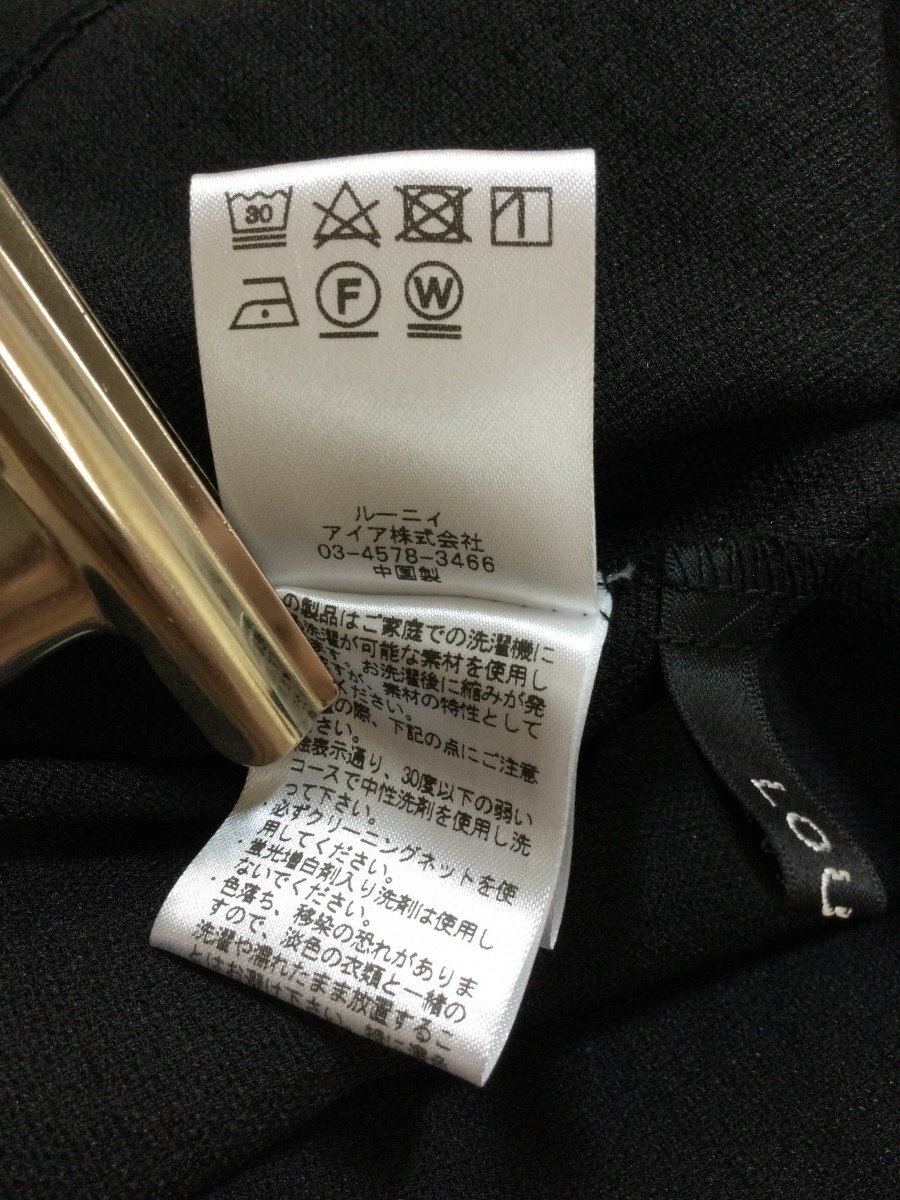 30
F
W
ルーニィ
アイア株式会社
03-4578-3466
中国製
の製品はご家庭での洗濯機に
洗濯が可能な素材を使用し
ます。お洗濯後に縮みが発
すが、素材の特性として
ください。
の際、下記の点にご注意
さい。
表示通り、30度以下の弱い
コースで中性洗剤を使用し洗
って下さい。
・必ずクリーニングネットを使
用してください。
・蛍光増白剤入り洗剤は使用し
ないでください。
・色落ち、移染の恐れがありま
すので、淡色の衣類と一緒の
洗濯や濡れたまま放置するこ
とはお避け下さい。特に
LOU